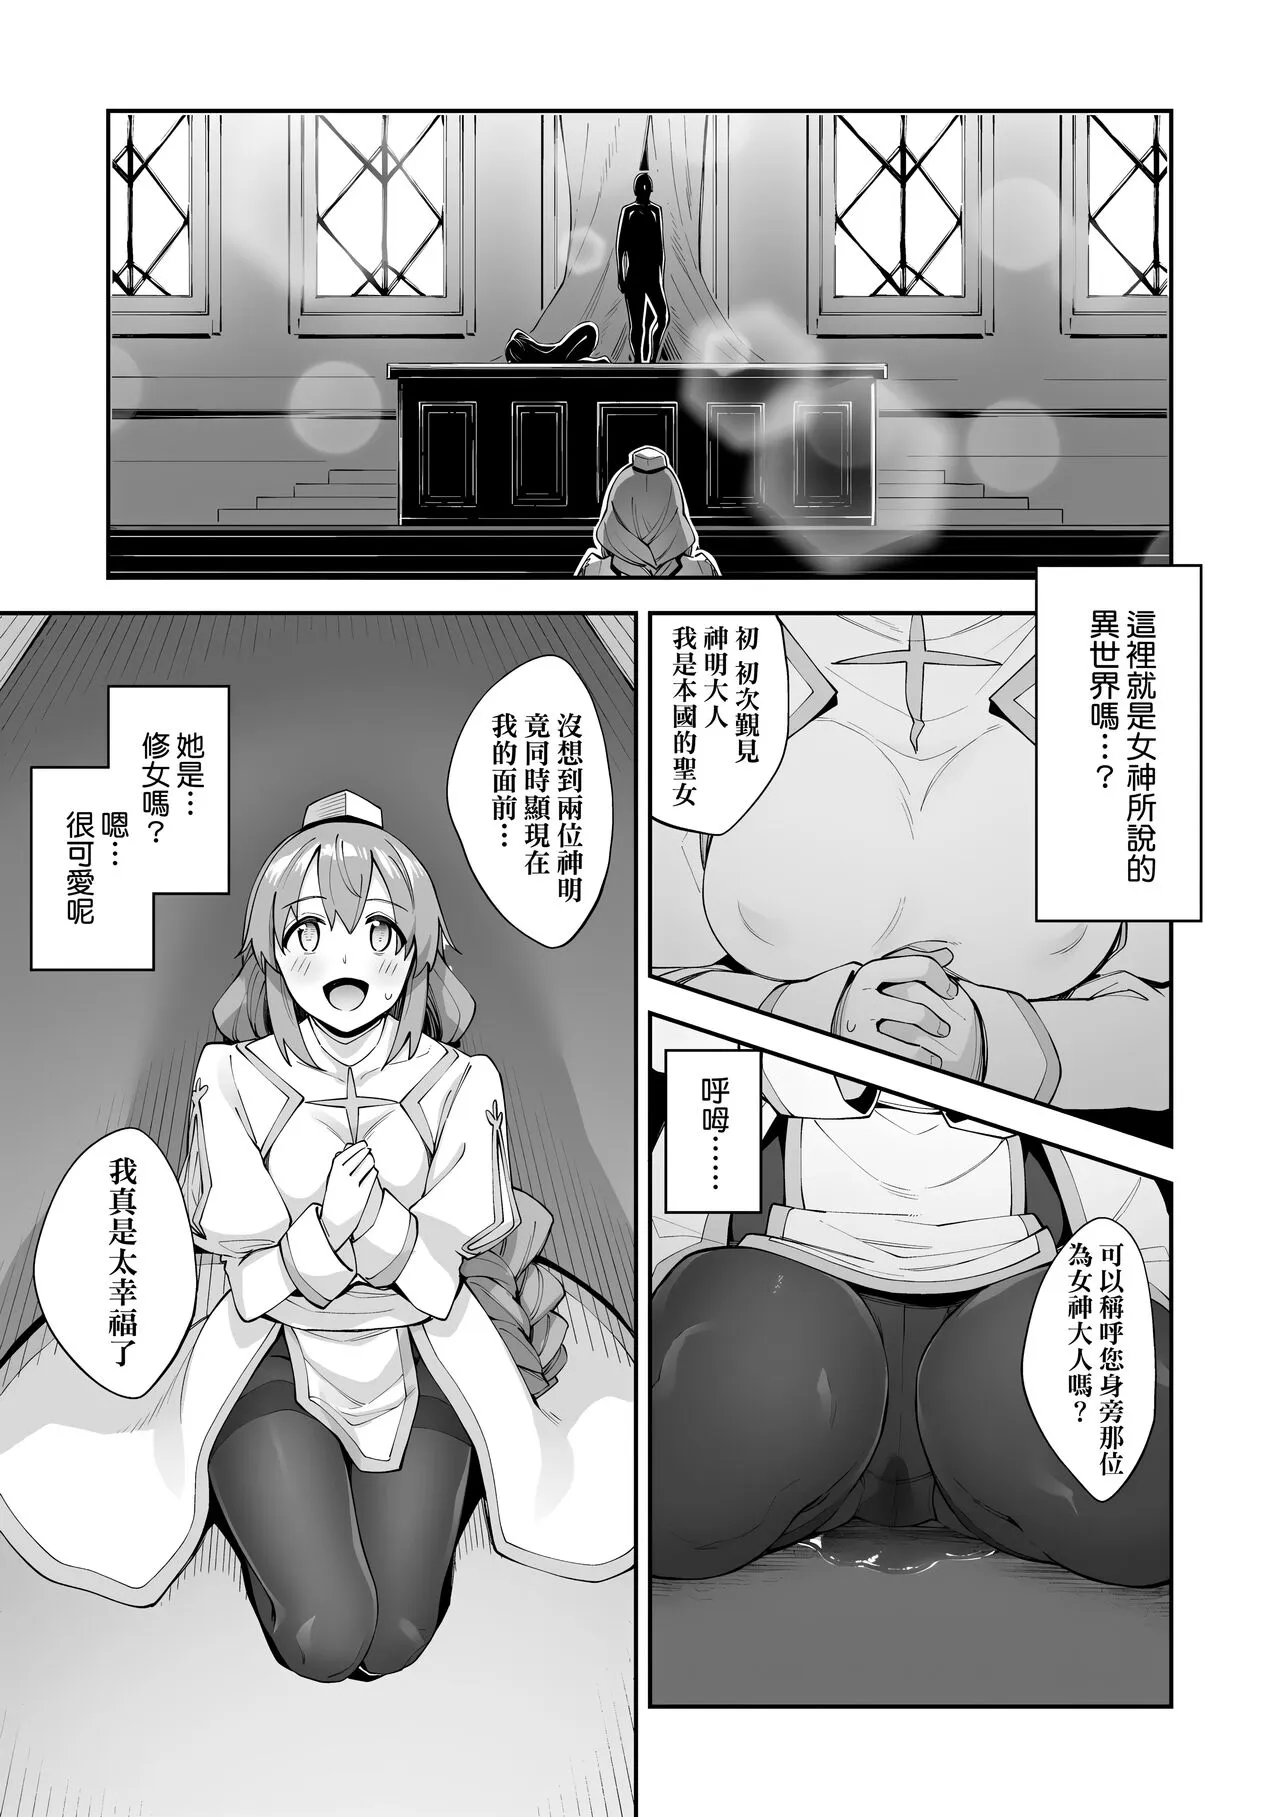 這裡就是女神所說的
異世界嗎…?
初 初次覲見
神明大人
我是本國的聖女
呼呣……
可以稱呼您身旁那位
為女神大人嗎?
沒想到兩位神明
竟同時顯現在
我的面前…
她是…
修女嗎?
嗯…
很可愛呢
我真是太幸福了